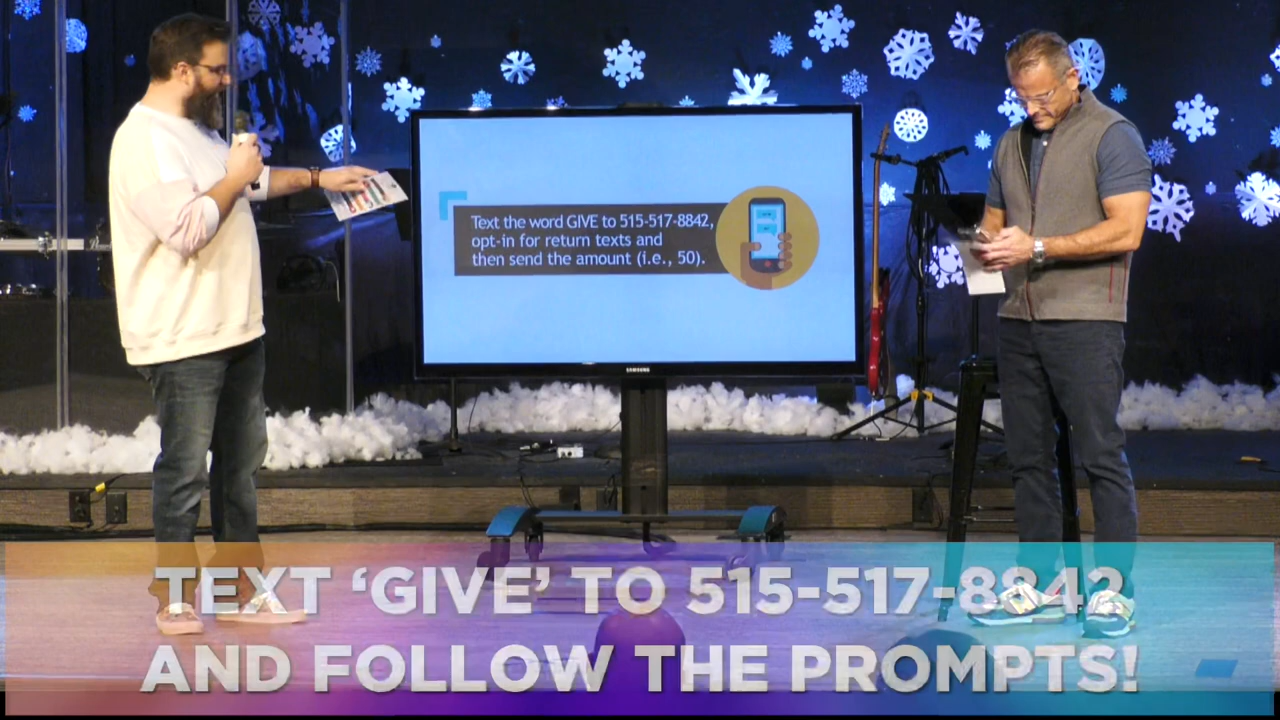 Text the word GIVE to 515-517-8842,
opt-in for return texts and
then send the amount (i.e., 50).
SAMSUNG
TEXT ‘GIVE’ TO 515-517-8842
AND FOLLOW THE PROMPTS!